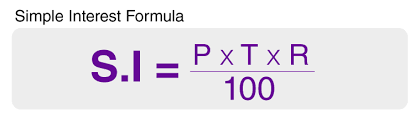 Simple Interest Formula
S.I = P x T x R
100